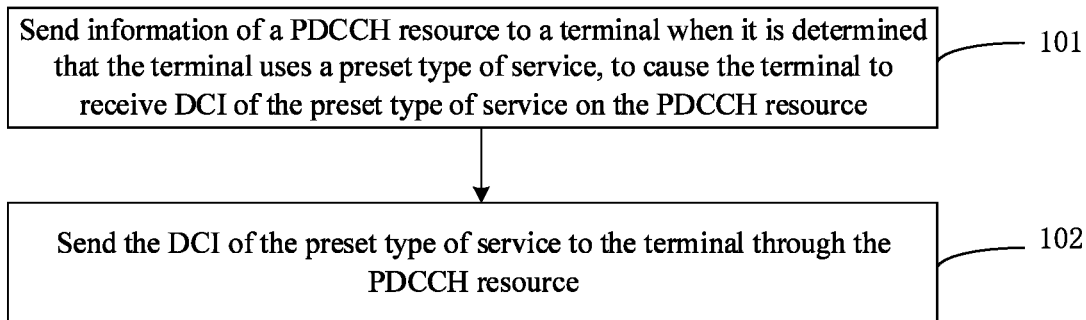 Send information of a PDCCH resource to a terminal when it is determined
that the terminal uses a preset type of service, to cause the terminal to
receive DCI of the preset type of service on the PDCCH resource
101
Send the DCI of the preset type of service to the terminal through the
PDCCH resource
102